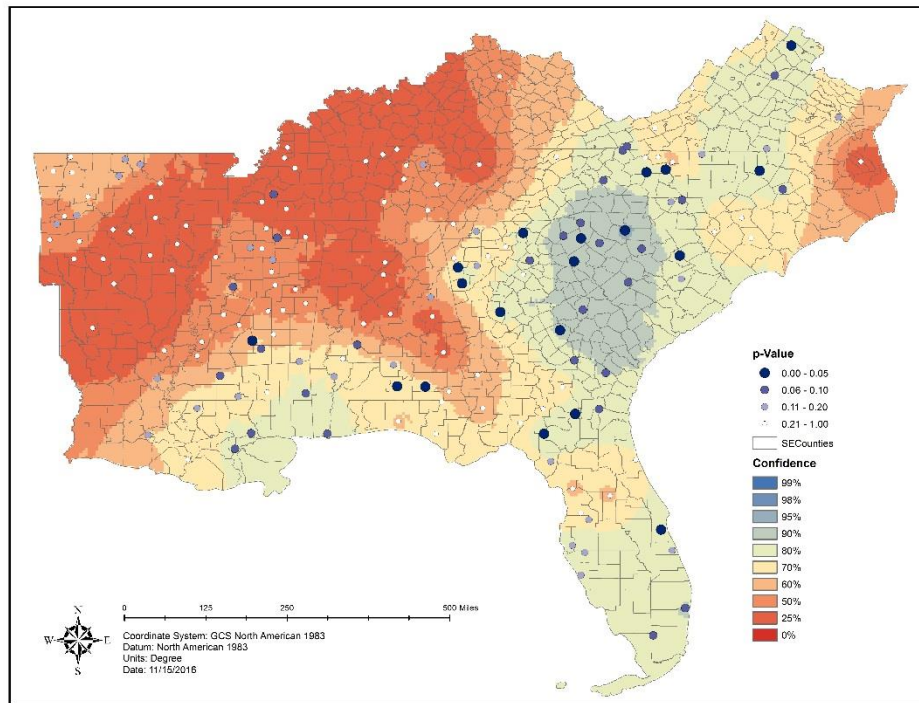 p-Value
0.00 - 0.05
0.06 - 0.10
0.11 - 0.20
0.21 - 1.00
SECounties
Confidence
99%
98%
95%
90%
80%
70%
60%
50%
25%
0%
N
W E
S
0 125 250 500 Miles
Coordinate System: GCS North American 1983
Datum: North American 1983
Units: Degree
Date: 11/15/2016